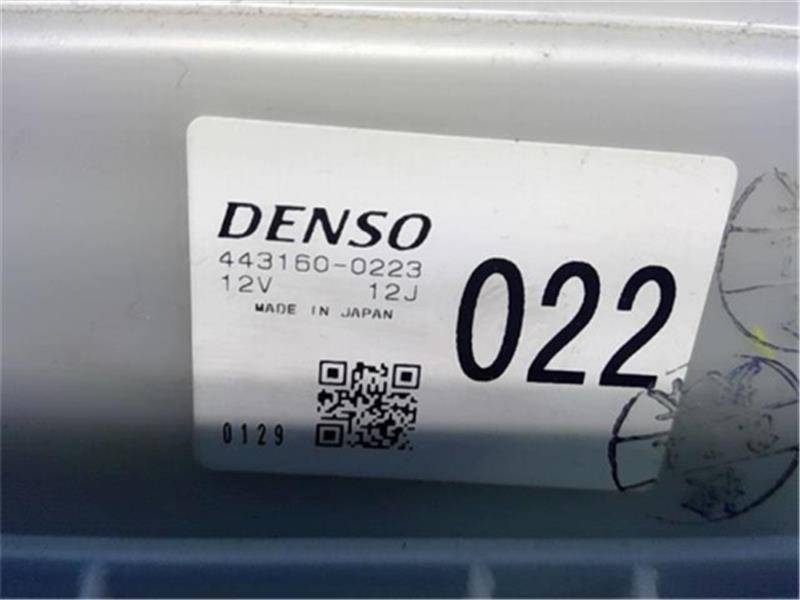 DENSO
443160-0223
12V 12J
MADE IN JAPAN
022
0129